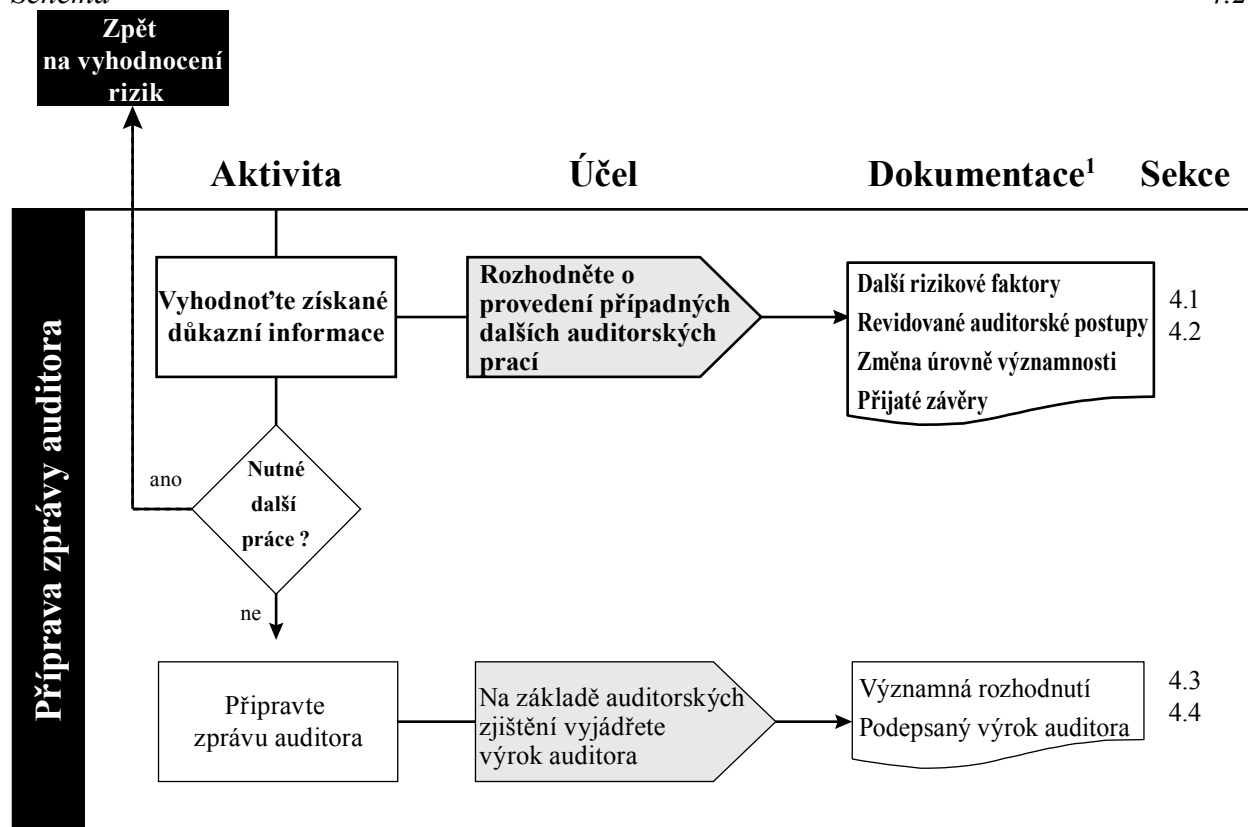 Schéma 4.2
Zpět
na vyhodnocení
rizik
Aktivita Účel Dokumentace¹ Sekce
Příprava zprávy auditora
Vyhodnoťte získané
důkazní informace
Rozhodněte o
provedení případných
dalších auditorských
prací
Další rizikové faktory
Revidované auditorské postupy
Změna úrovně významnosti
Přijaté závěry
4.1
4.2
ano
Nutné
další
práce ?
ne
Připravte
zprávu auditora
Na základě auditorských
zjištění vyjádřete
výrok auditora
Významná rozhodnutí
Podepsaný výrok auditora
4.3
4.4